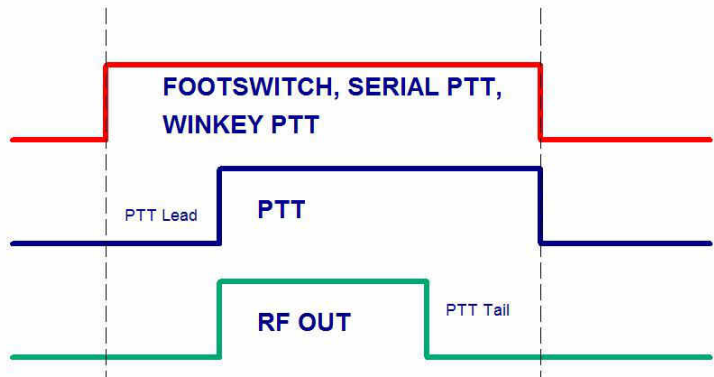 FOOTSWITCH, SERIAL PTT,
WINKEY PTT
PTT Lead
PTT
RF OUT
PTT Tail